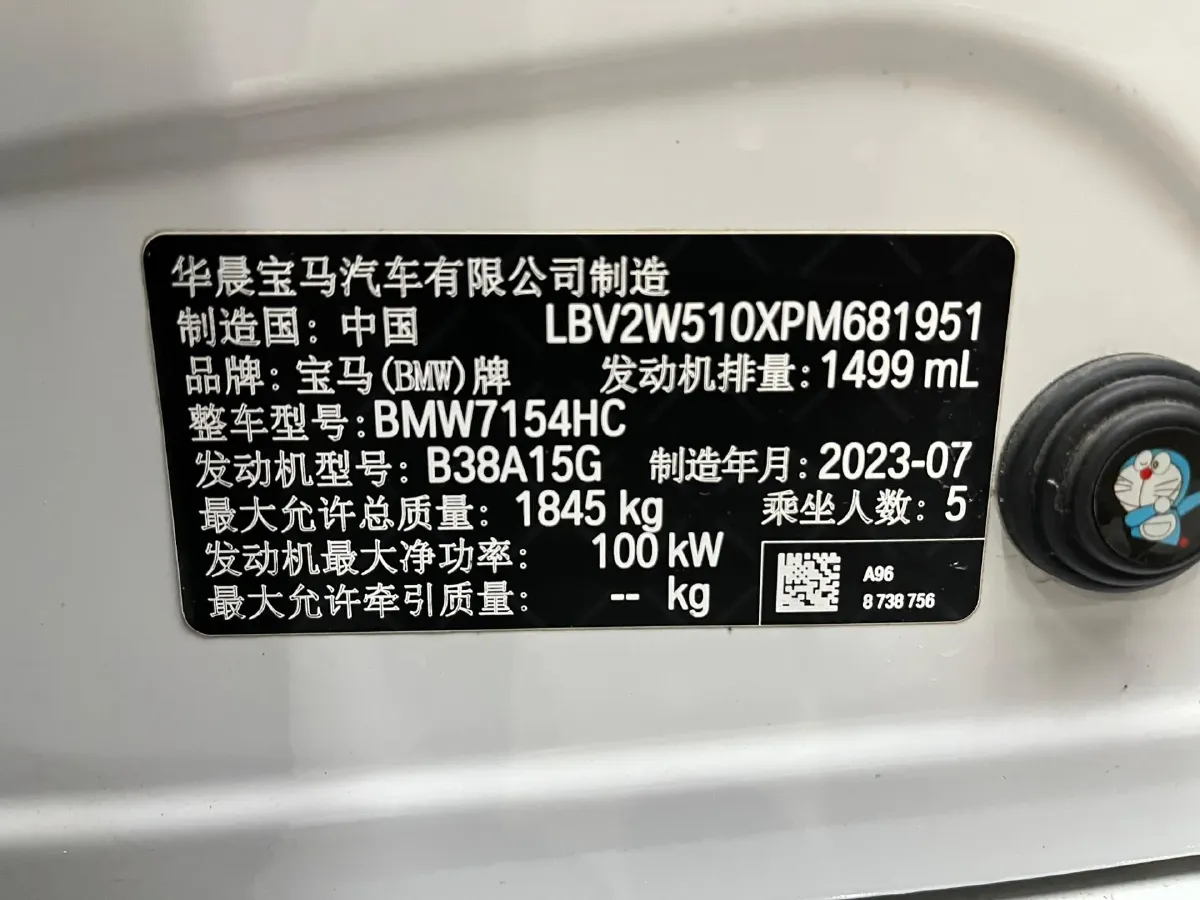 华晨宝马汽车有限公司制造
制造国：中国 LBV2W510XPM681951
品牌：宝马(BMW)牌 发动机排量：1499 mL
整车型号：BMW7154HC
发动机型号：B38A15G 制造年月：2023-07
最大允许总质量：1845 kg 乘坐人数：5
发动机最大净功率：100 kW
最大允许牵引质量：-- kg
A96
8 738 756